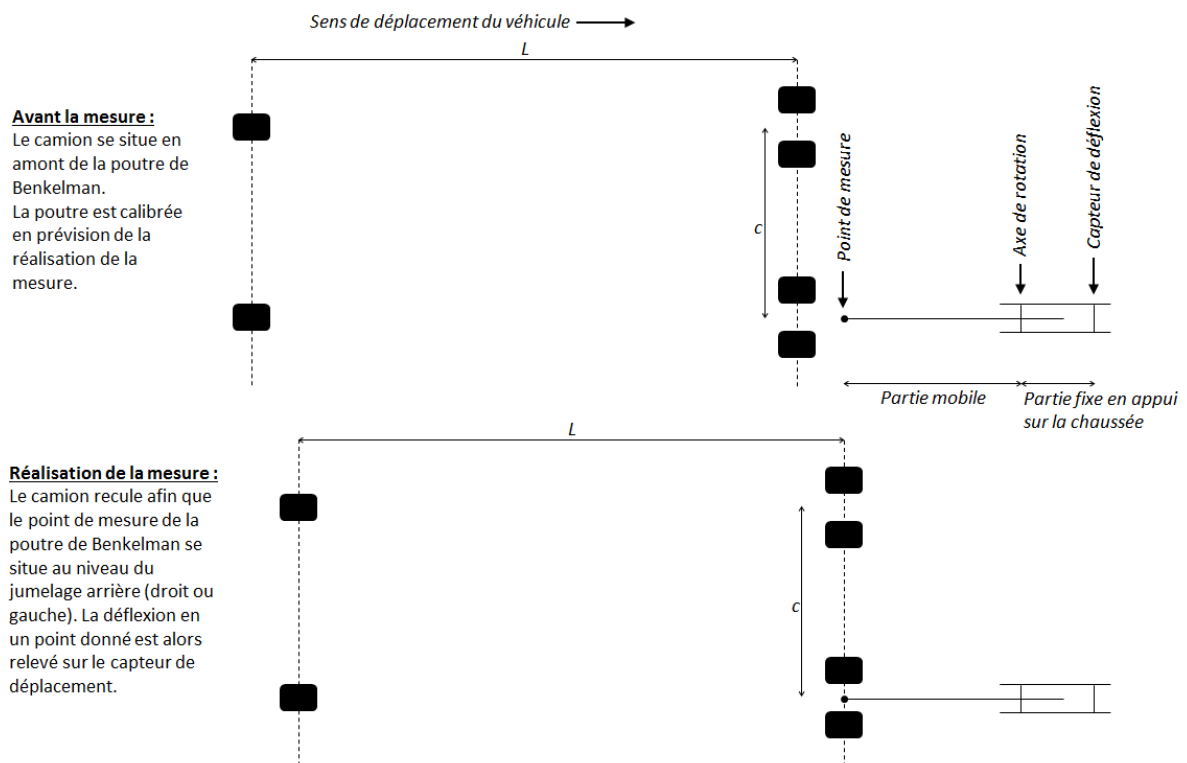 Sens de déplacement du véhicule
L
Avant la mesure :
Le camion se situe en
amont de la poutre de
Benkelman.
La poutre est calibrée
en prévision de la
réalisation de la
mesure.
c
Point de mesure
Axe de rotation
Capteur de déflexion
Partie mobile
Partie fixe en appui
sur la chaussée
L
Réalisation de la mesure :
Le camion recule afin que
le point de mesure de la
poutre de Benkelman se
situe au niveau du
jumelage arrière (droit ou
gauche). La déflexion en
un point donné est alors
relevé sur le capteur de
déplacement.
c